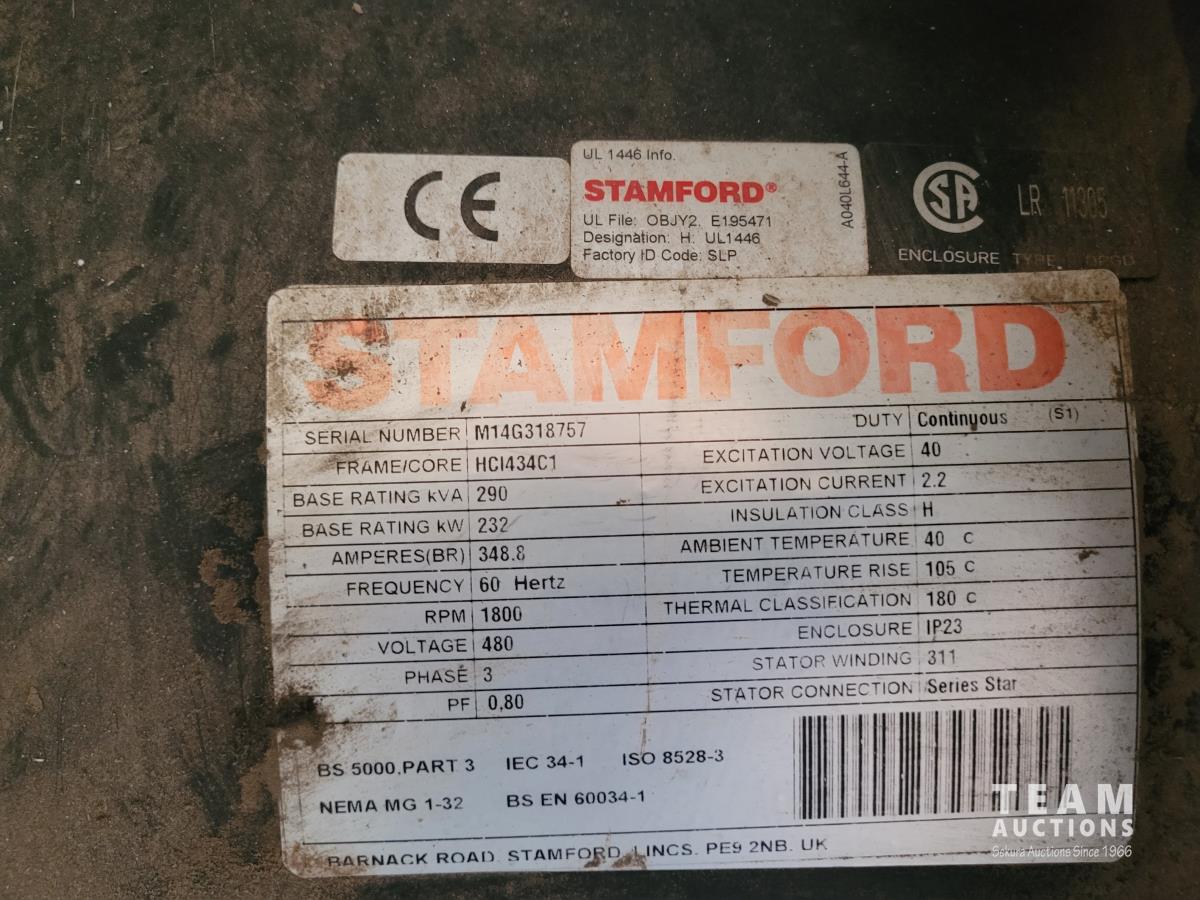 CE
UL 1446 Info.
STAMFORD®
UL File: OBJY2. E195471
Designation: H. UL1446
Factory ID Code: SLP
A040L644-A
SA
LR 11905
ENCLOSURE TYPE DPGD
STAMFORD®
SERIAL NUMBER M14G318757 DUTY Continuous (S1)
FRAME/CORE HCI434C1 EXCITATION VOLTAGE 40
BASE RATING kVA 290 EXCITATION CURRENT 2.2
BASE RATING kW 232 INSULATION CLASS H
AMPERES(BR) 348.8 AMBIENT TEMPERATURE 40 C
FREQUENCY 60 Hertz TEMPERATURE RISE 105 C
RPM 1800 THERMAL CLASSIFICATION 180 C
VOLTAGE 480 ENCLOSURE IP23
PHASE 3 STATOR WINDING 311
PF 0,80 STATOR CONNECTION Series Star
BS 5000,PART 3 IEC 34-1 ISO 8528-3
NEMA MG 1-32 BS EN 60034-1
BARNACK ROAD. STAMFORD, LINCS. PE9 2NB. UK
TEAM
AUCTIONS
Oskura Auctions Since 1966